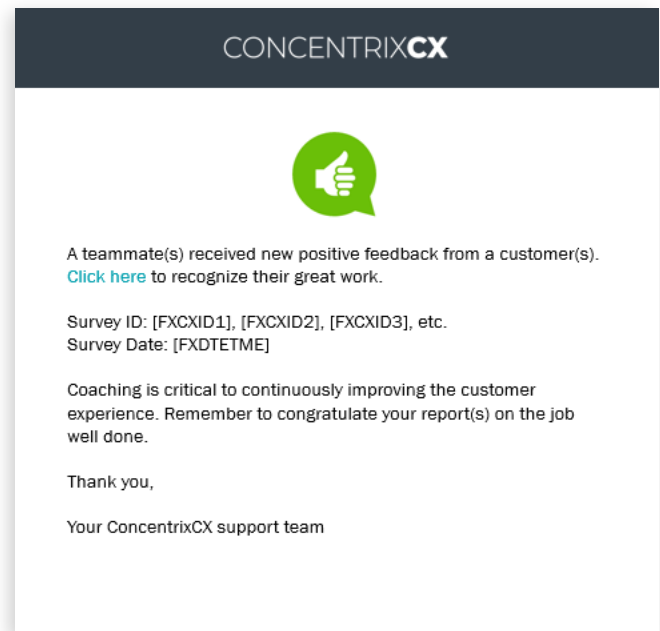 CONCENTRIXCX
A teammate(s) received new positive feedback from a customer(s).
Click here to recognize their great work.
Survey ID: [FXCXID1], [FXCXID2], [FXCXID3], etc.
Survey Date: [FXDTETME]
Coaching is critical to continuously improving the customer
experience. Remember to congratulate your report(s) on the job
well done.
Thank you,
Your ConcentrixCX support team